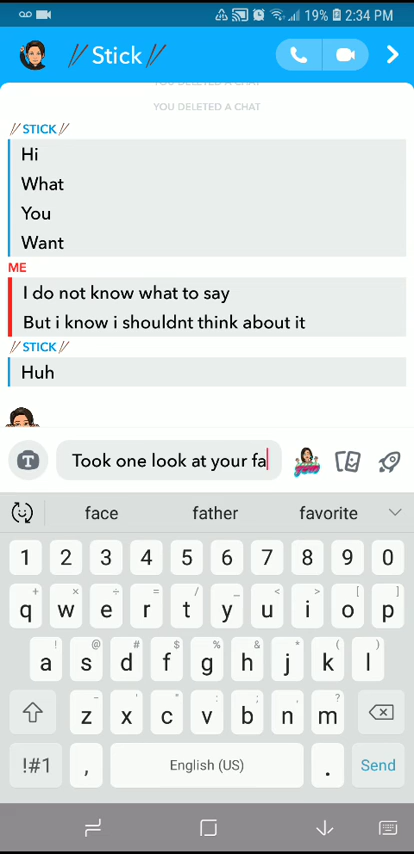 19% 2:34 PM
Stick
YOU DELETED A CHAT
YOU DELETED A CHAT
STICK
Hi
What
You
Want
ME
I do not know what to say
But i know i shouldnt think about it
STICK
Huh
T Took one look at your fa
face father favorite
1 2 3 4 5 6 7 8 9 0
+ × ÷ = / _ < > [ ]
q w e r t y u i o p
! @ # $ % & * ( )
a s d f g h j k l
- ' " : ; , ?
z x c v b n m
!#1 , English (US) . Send